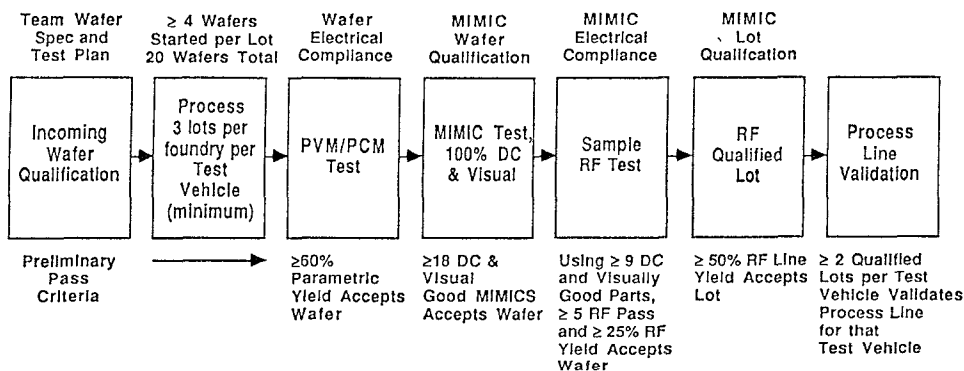 Team Wafer
Spec and
Test Plan
≥ 4 Wafers
Started per Lot
20 Wafers Total
Wafer
Electrical
Compliance
MIMIC
Wafer
Qualification
MIMIC
Electrical
Compliance
MIMIC
Lot
Qualification
Incoming
Wafer
Qualification
Process
3 lots per
foundry per
Test
Vehicle
(minimum)
PVM/PCM
Test
MIMIC Test,
100% DC
& Visual
Sample
RF Test
RF
Qualified
Lot
Process
Line
Validation
Preliminary
Pass
Criteria
≥60%
Parametric
Yield Accepts
Wafer
≥18 DC &
Visual
Good MIMICS
Accepts Wafer
Using ≥ 9 DC
and Visually
Good Parts,
≥ 5 RF Pass
and ≥ 25% RF
Yield Accepts
Wafer
≥ 50% RF Line
Yield Accepts
Lot
≥ 2 Qualified
Lots per Test
Vehicle Validates
Process Line
for that
Test Vehicle